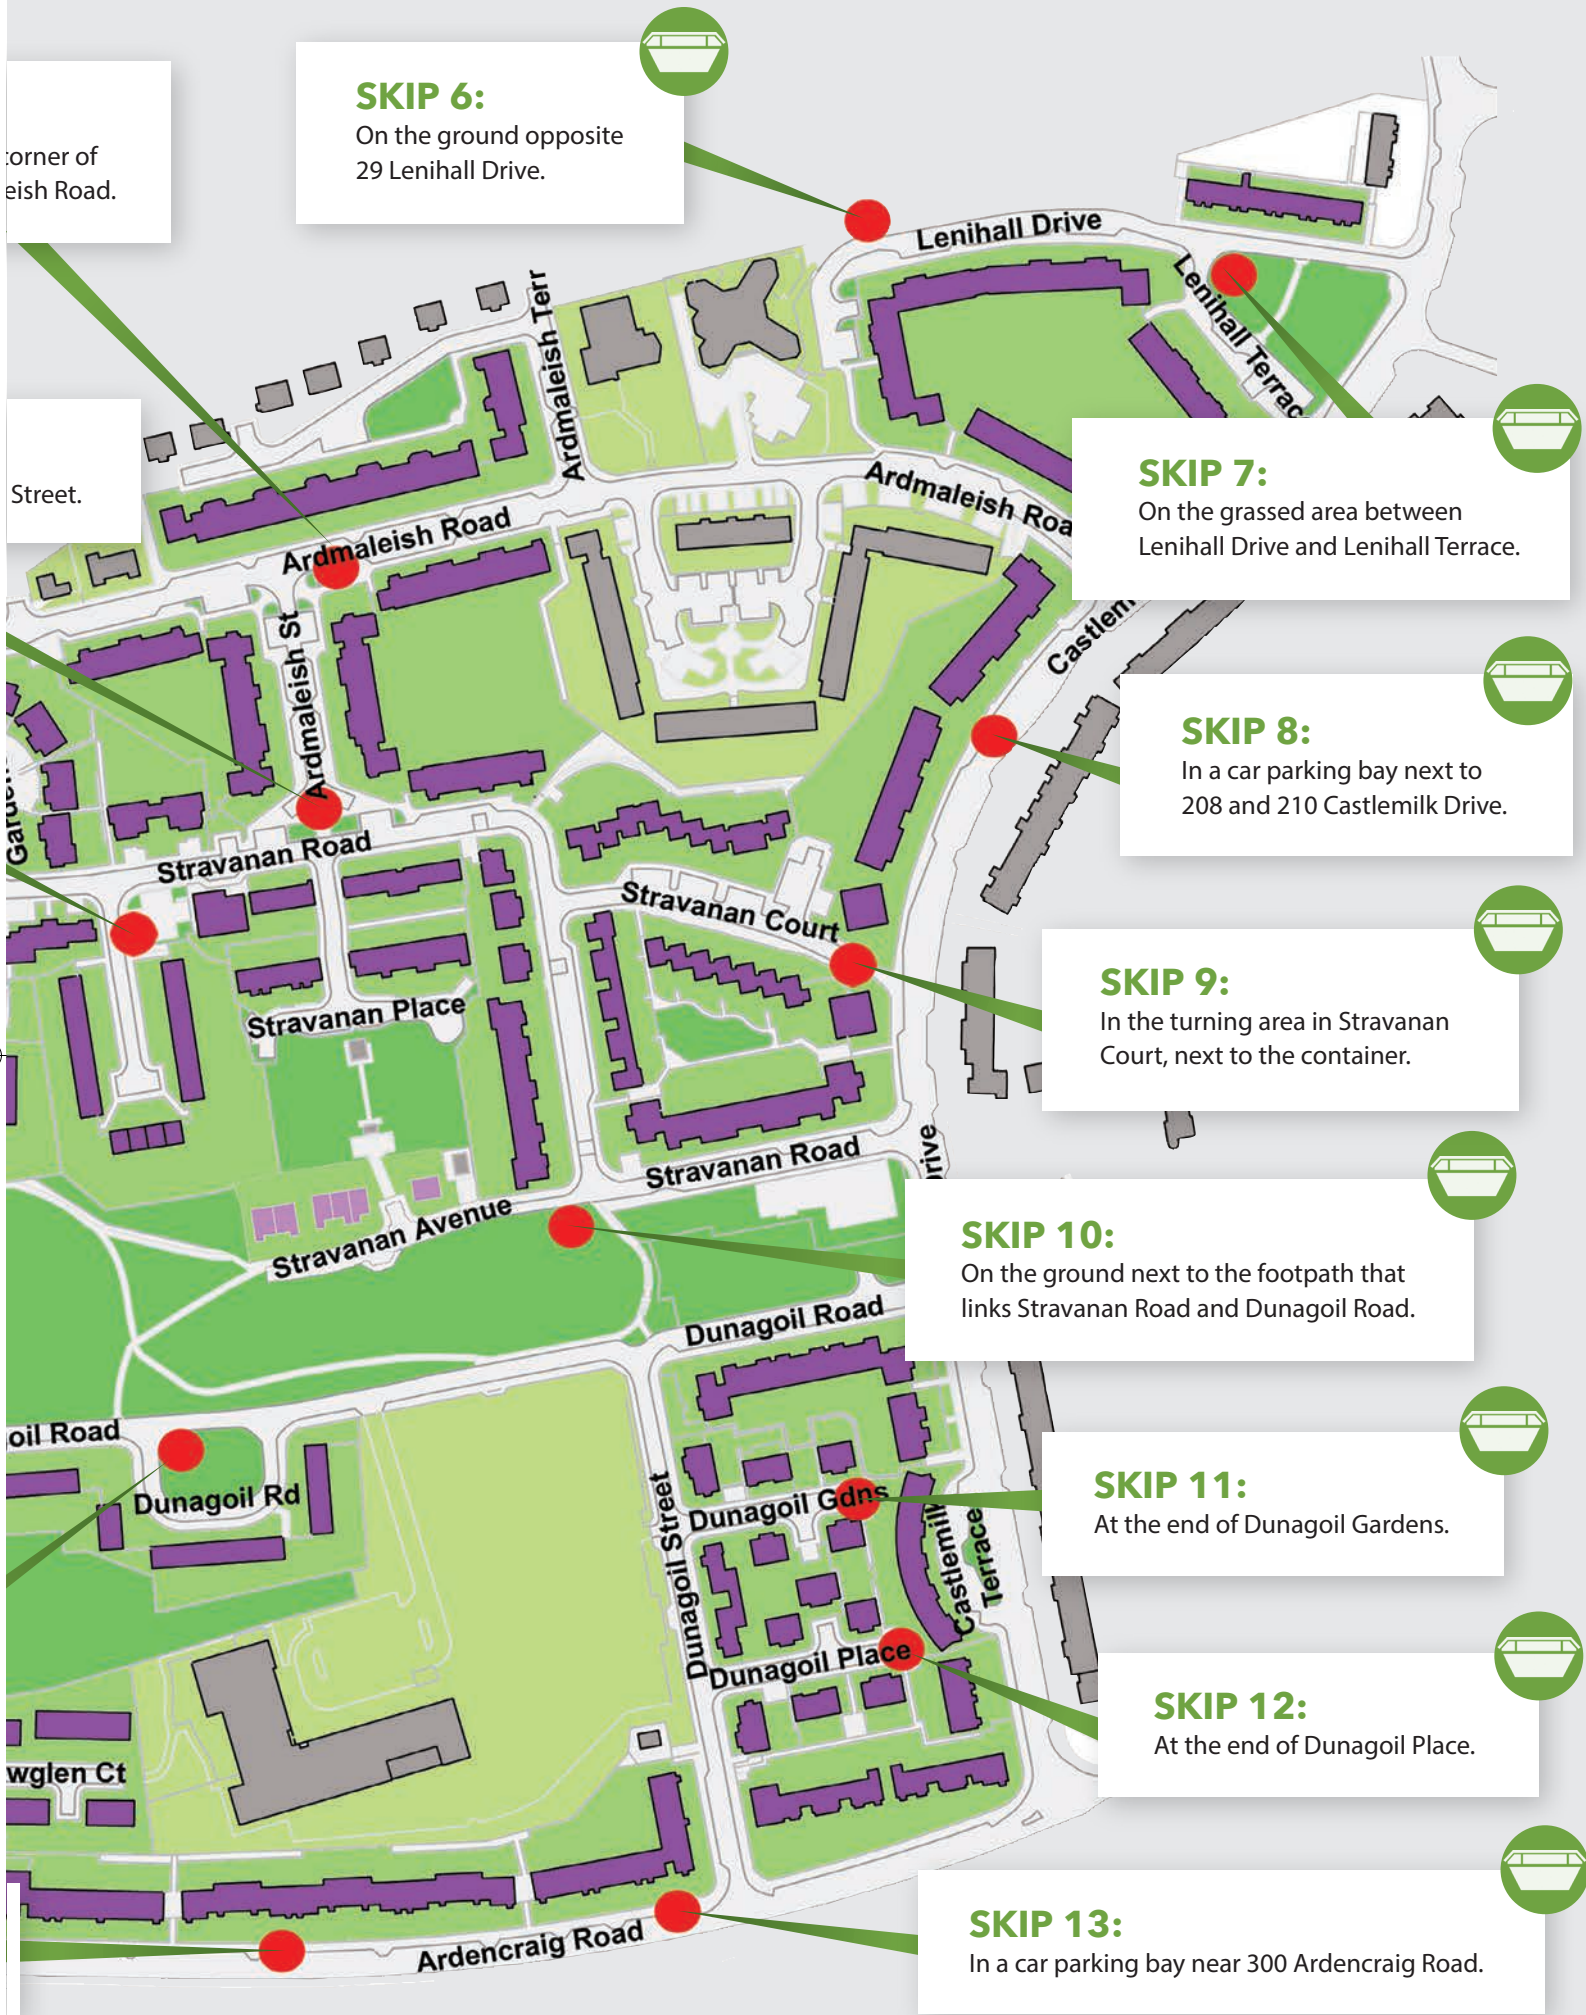 corner of
eish Road.
SKIP 6:
On the ground opposite
29 Lenihall Drive.
Lenihall Drive
Lenihall Terrac
Ardmaleish Terr
Street.
SKIP 7:
On the grassed area between
Lenihall Drive and Lenihall Terrace.
Ardmaleish Roa
Ardmaleish Road
Ardmaleish St
Castlem
SKIP 8:
In a car parking bay next to
208 and 210 Castlemilk Drive.
Garden
Stravanan Road
Stravanan Court
SKIP 9:
In the turning area in Stravanan
Court, next to the container.
Stravanan Place
Stravanan Road
Drive
Stravanan Avenue
SKIP 10:
On the ground next to the footpath that
links Stravanan Road and Dunagoil Road.
Dunagoil Road
oil Road
Dunagoil Rd
Dunagoil Street
Dunagoil Gdns
Castlemilk
Terrace
SKIP 11:
At the end of Dunagoil Gardens.
Dunagoil Place
SKIP 12:
At the end of Dunagoil Place.
wglen Ct
Ardencraig Road
SKIP 13:
In a car parking bay near 300 Ardencraig Road.